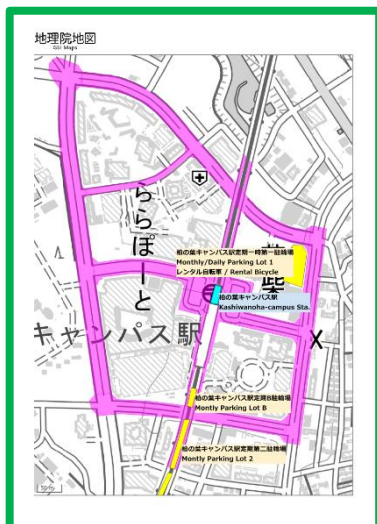 地理院地図
GSI Maps
ららぽーと
柏の葉キャンパス駅定期一時第一駐輪場
Monthly/Daily Parking Lot 1
レンタル自転車 / Rental Bicycle
柏の葉キャンパス駅
Kashiwanoha-campus Sta.
キャンパス駅
柏の葉キャンパス駅定期B駐輪場
Montly Parking Lot B
柏の葉キャンパス駅定期第二駐輪場
Montly Parking Lot 2